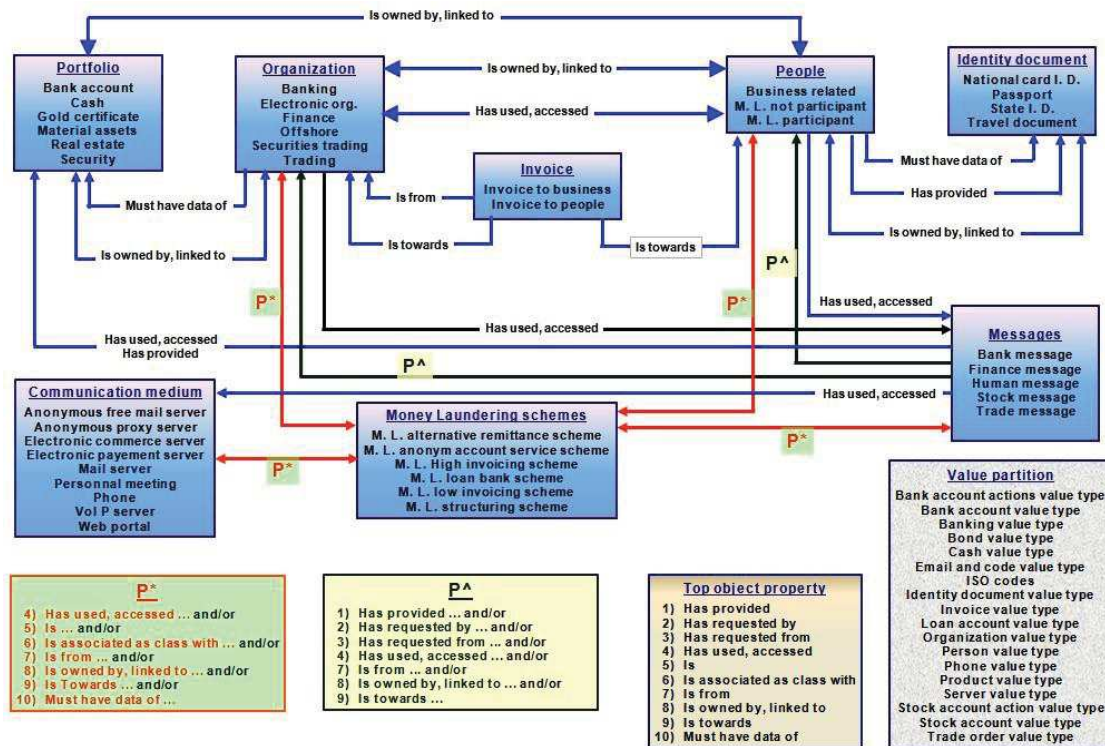 Is owned by, linked to
Portfolio
Bank account
Cash
Gold certificate
Material assets
Real estate
Security
Organization
Banking
Electronic org.
Finance
Offshore
Securities trading
Trading
Is owned by, linked to
Has used, accessed
People
Business related
M. L. not participant
M. L. participant
Identity document
National card I. D.
Passport
State I. D.
Travel document
Must have data of
Has provided
Is owned by, linked to
Invoice
Invoice to business
Invoice to people
Is from
Is towards
Is towards
Must have data of
Is owned by, linked to
P*
P^
P*
Has used, accessed
Has used, accessed
Has used, accessed
Has provided
P^
Has used, accessed
Messages
Bank message
Finance message
Human message
Stock message
Trade message
Communication medium
Anonymous free mail server
Anonymous proxy server
Electronic commerce server
Electronic payement server
Mail server
Personnal meeting
Phone
VoI P server
Web portal
P*
Money Laundering schemes
M. L. alternative remittance scheme
M. L. anonym account service scheme
M. L. High invoicing scheme
M. L. loan bank scheme
M. L. low invoicing scheme
M. L. structuring scheme
P*
Value partition
Bank account actions value type
Bank account value type
Banking value type
Bond value type
Cash value type
Email and code value type
ISO codes
Identity document value type
Invoice value type
Loan account value type
Organization value type
Person value type
Phone value type
Product value type
Server value type
Stock account action value type
Stock account value type
Trade order value type
P*
4) Has used, accessed ... and/or
5) Is ... and/or
6) Is associated as class with ... and/or
7) Is from ... and/or
8) Is owned by, linked to ... and/or
9) Is Towards ... and/or
10) Must have data of ...
P^
1) Has provided ... and/or
2) Has requested by ... and/or
3) Has requested from ... and/or
4) Has used, accessed ... and/or
7) Is from ... and/or
8) Is owned by, linked to ... and/or
9) Is towards ...
Top object property
1) Has provided
2) Has requested by
3) Has requested from
4) Has used, accessed
5) Is
6) Is associated as class with
7) Is from
8) Is owned by, linked to
9) Is towards
10) Must have data of